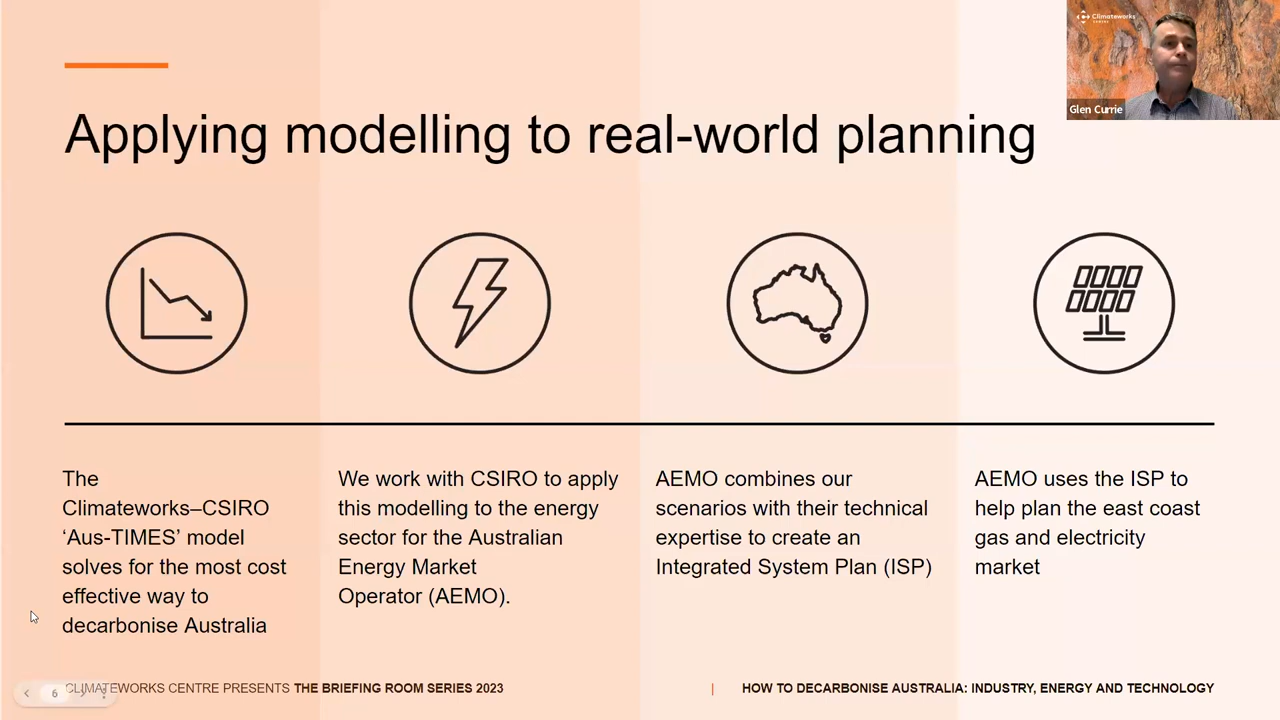 Climateworks
CENTRE
Glen Currie
Applying modelling to real-world planning
The
Climateworks–CSIRO
‘Aus-TIMES’ model
solves for the most cost
effective way to
decarbonise Australia
We work with CSIRO to apply
this modelling to the energy
sector for the Australian
Energy Market
Operator (AEMO).
AEMO combines our
scenarios with their technical
expertise to create an
Integrated System Plan (ISP)
AEMO uses the ISP to
help plan the east coast
gas and electricity
market
6
CLIMATEWORKS CENTRE PRESENTS THE BRIEFING ROOM SERIES 2023
| HOW TO DECARBONISE AUSTRALIA: INDUSTRY, ENERGY AND TECHNOLOGY